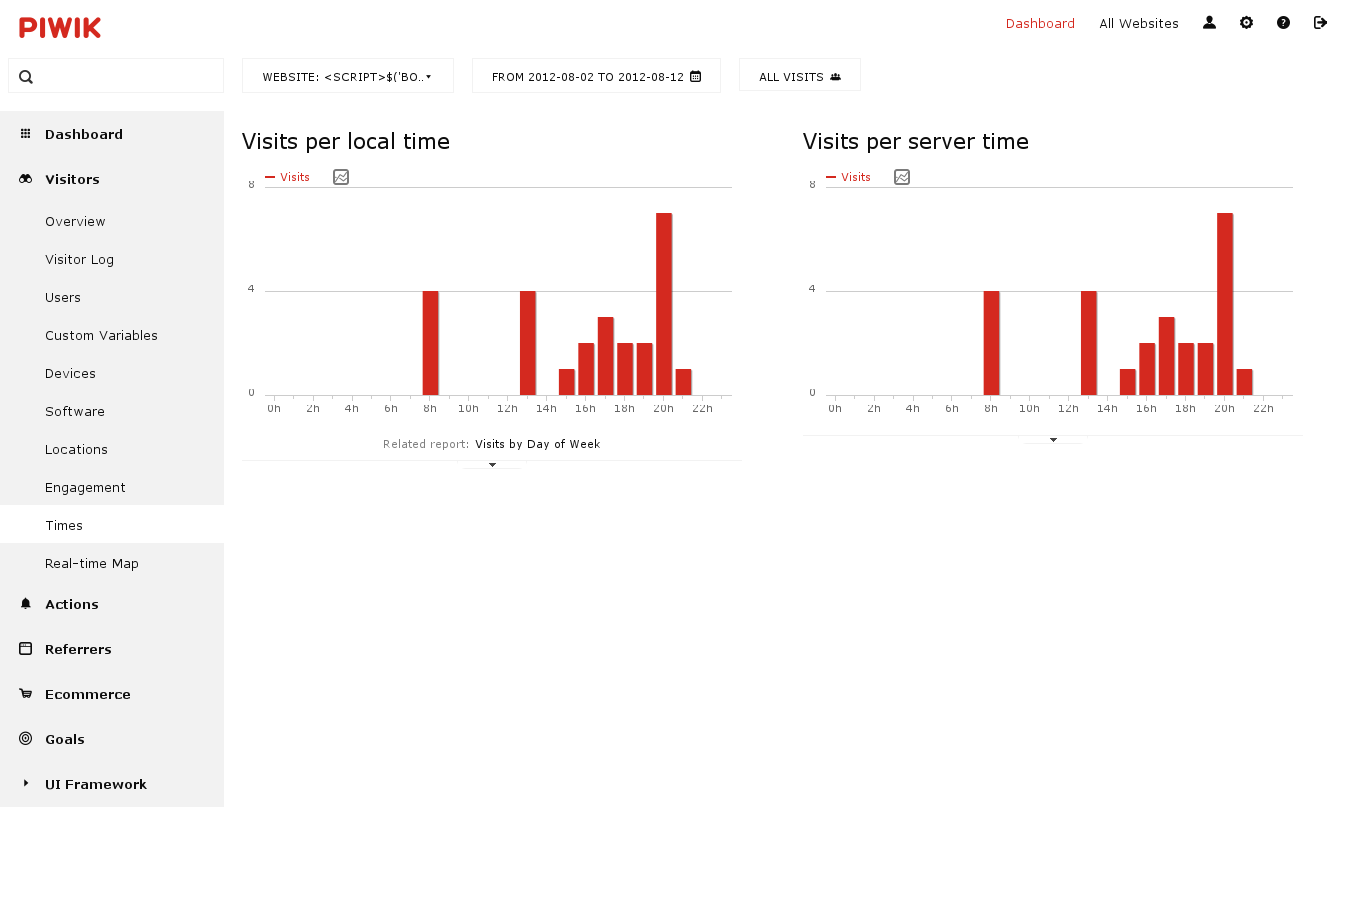 PIWIK
Dashboard
All Websites
WEBSITE: <SCRIPT>$('BO..
FROM 2012-08-02 TO 2012-08-12
ALL VISITS
Dashboard
Visitors
Overview
Visitor Log
Users
Custom Variables
Devices
Software
Locations
Engagement
Times
Real-time Map
Actions
Referrers
Ecommerce
Goals
UI Framework
Visits per local time
Visits
8
4
0
0h 2h 4h 6h 8h 10h 12h 14h 16h 18h 20h 22h
Related report: Visits by Day of Week
Visits per server time
Visits
8
4
0
0h 2h 4h 6h 8h 10h 12h 14h 16h 18h 20h 22h